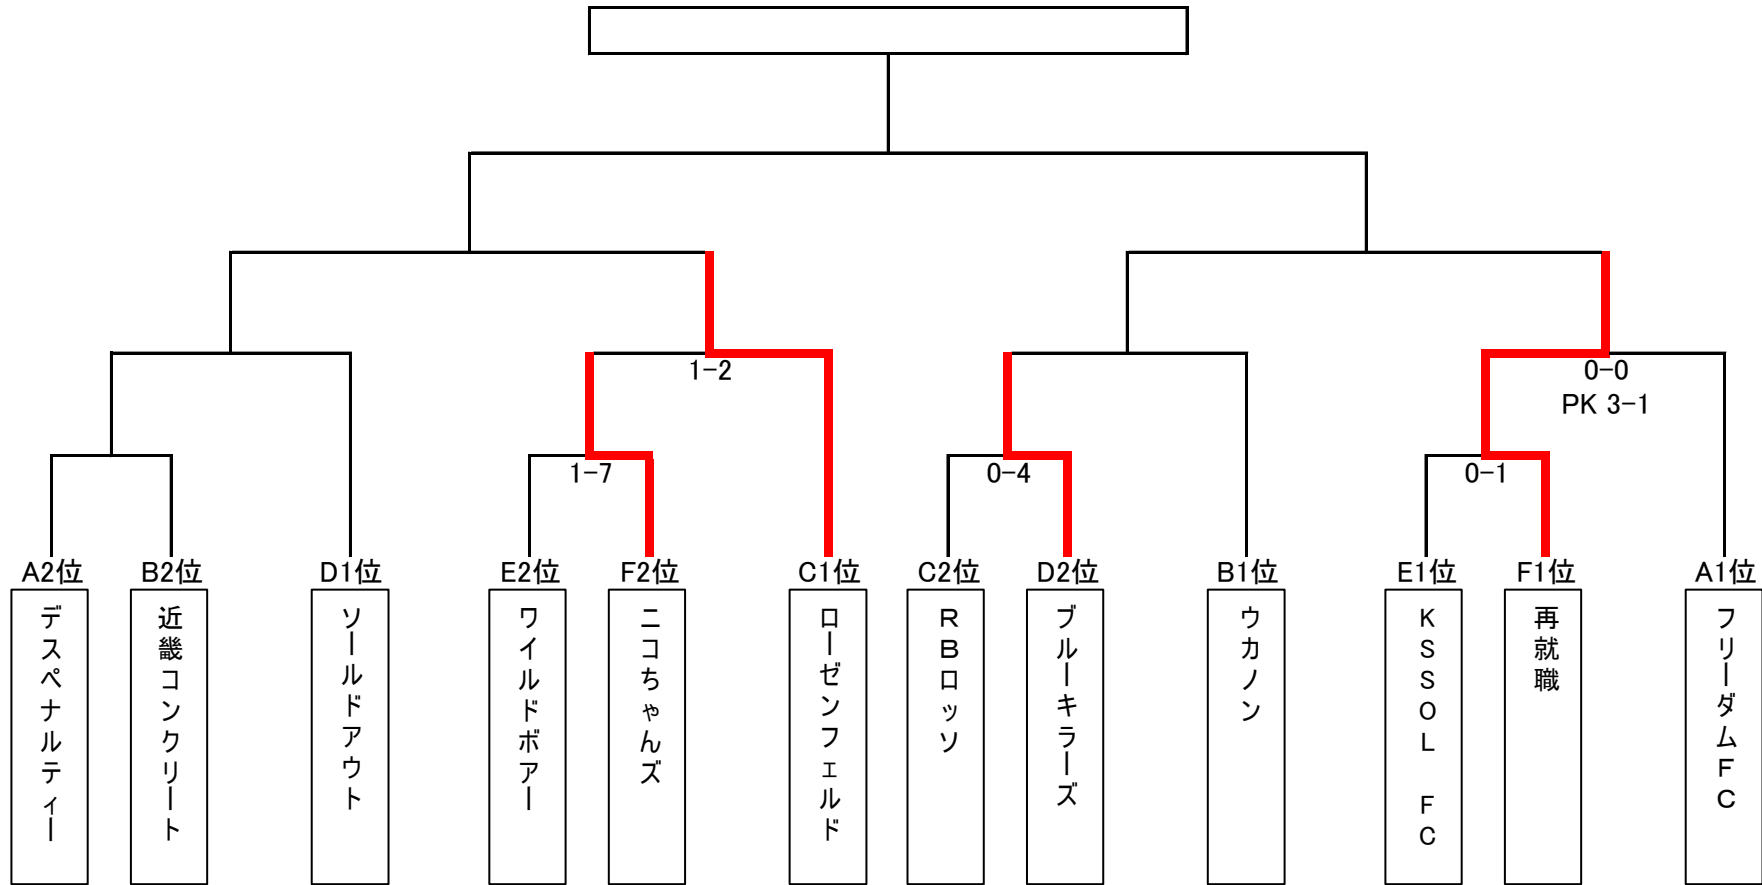 1-2
0-0
PK 3-1
1-7
0-4
0-1
A2位
B2位
D1位
E2位
F2位
C1位
C2位
D2位
B1位
E1位
F1位
A1位
デスペナルティー
近畿コンクリート
ソールドアウト
ワイルドボアー
ニコちゃんズ
ローゼンフェルド
RBロッソ
ブルーキラーズ
ウカノン
KSSOL FC
再就職
フリーダムFC